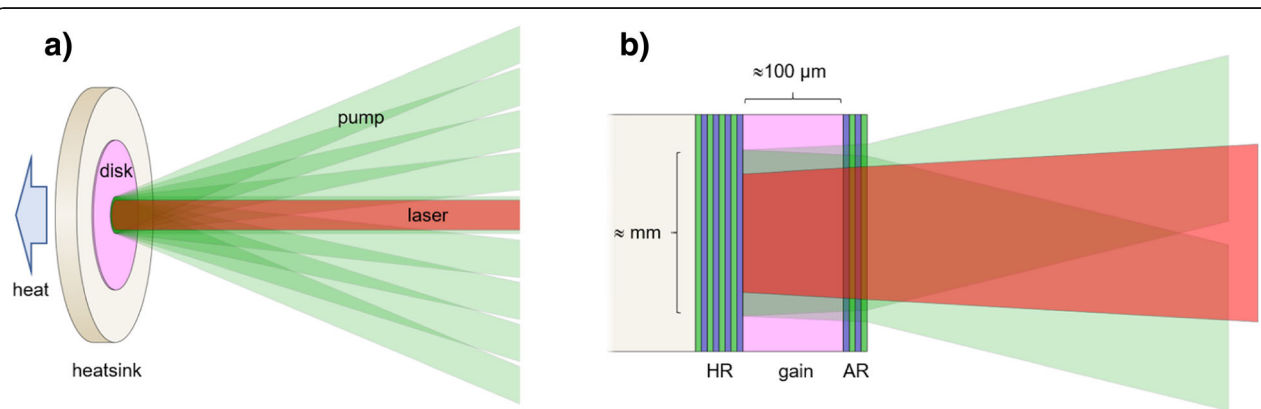 a)
pump
disk
laser
heat
heatsink
b)
≈100 µm
≈ mm
HR
gain
AR